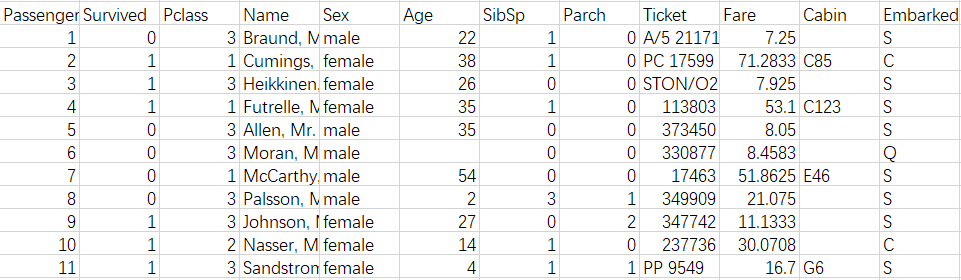 Passenger Survived Pclass Name Sex Age SibSp Parch Ticket Fare Cabin Embarked
1 0 3 Braund, M male 22 1 0 A/5 21171 7.25 S
2 1 1 Cumings, female 38 1 0 PC 17599 71.2833 C85 C
3 1 3 Heikkinen, female 26 0 0 STON/O2 7.925 S
4 1 1 Futrelle, M female 35 1 0 113803 53.1 C123 S
5 0 3 Allen, Mr. male 35 0 0 373450 8.05 S
6 0 3 Moran, M male 0 0 330877 8.4583 Q
7 0 1 McCarthy, male 54 0 0 17463 51.8625 E46 S
8 0 3 Palsson, M male 2 3 1 349909 21.075 S
9 1 3 Johnson, female 27 0 2 347742 11.1333 S
10 1 2 Nasser, M female 14 1 0 237736 30.0708 C
11 1 3 Sandstrom female 4 1 1 PP 9549 16.7 G6 S